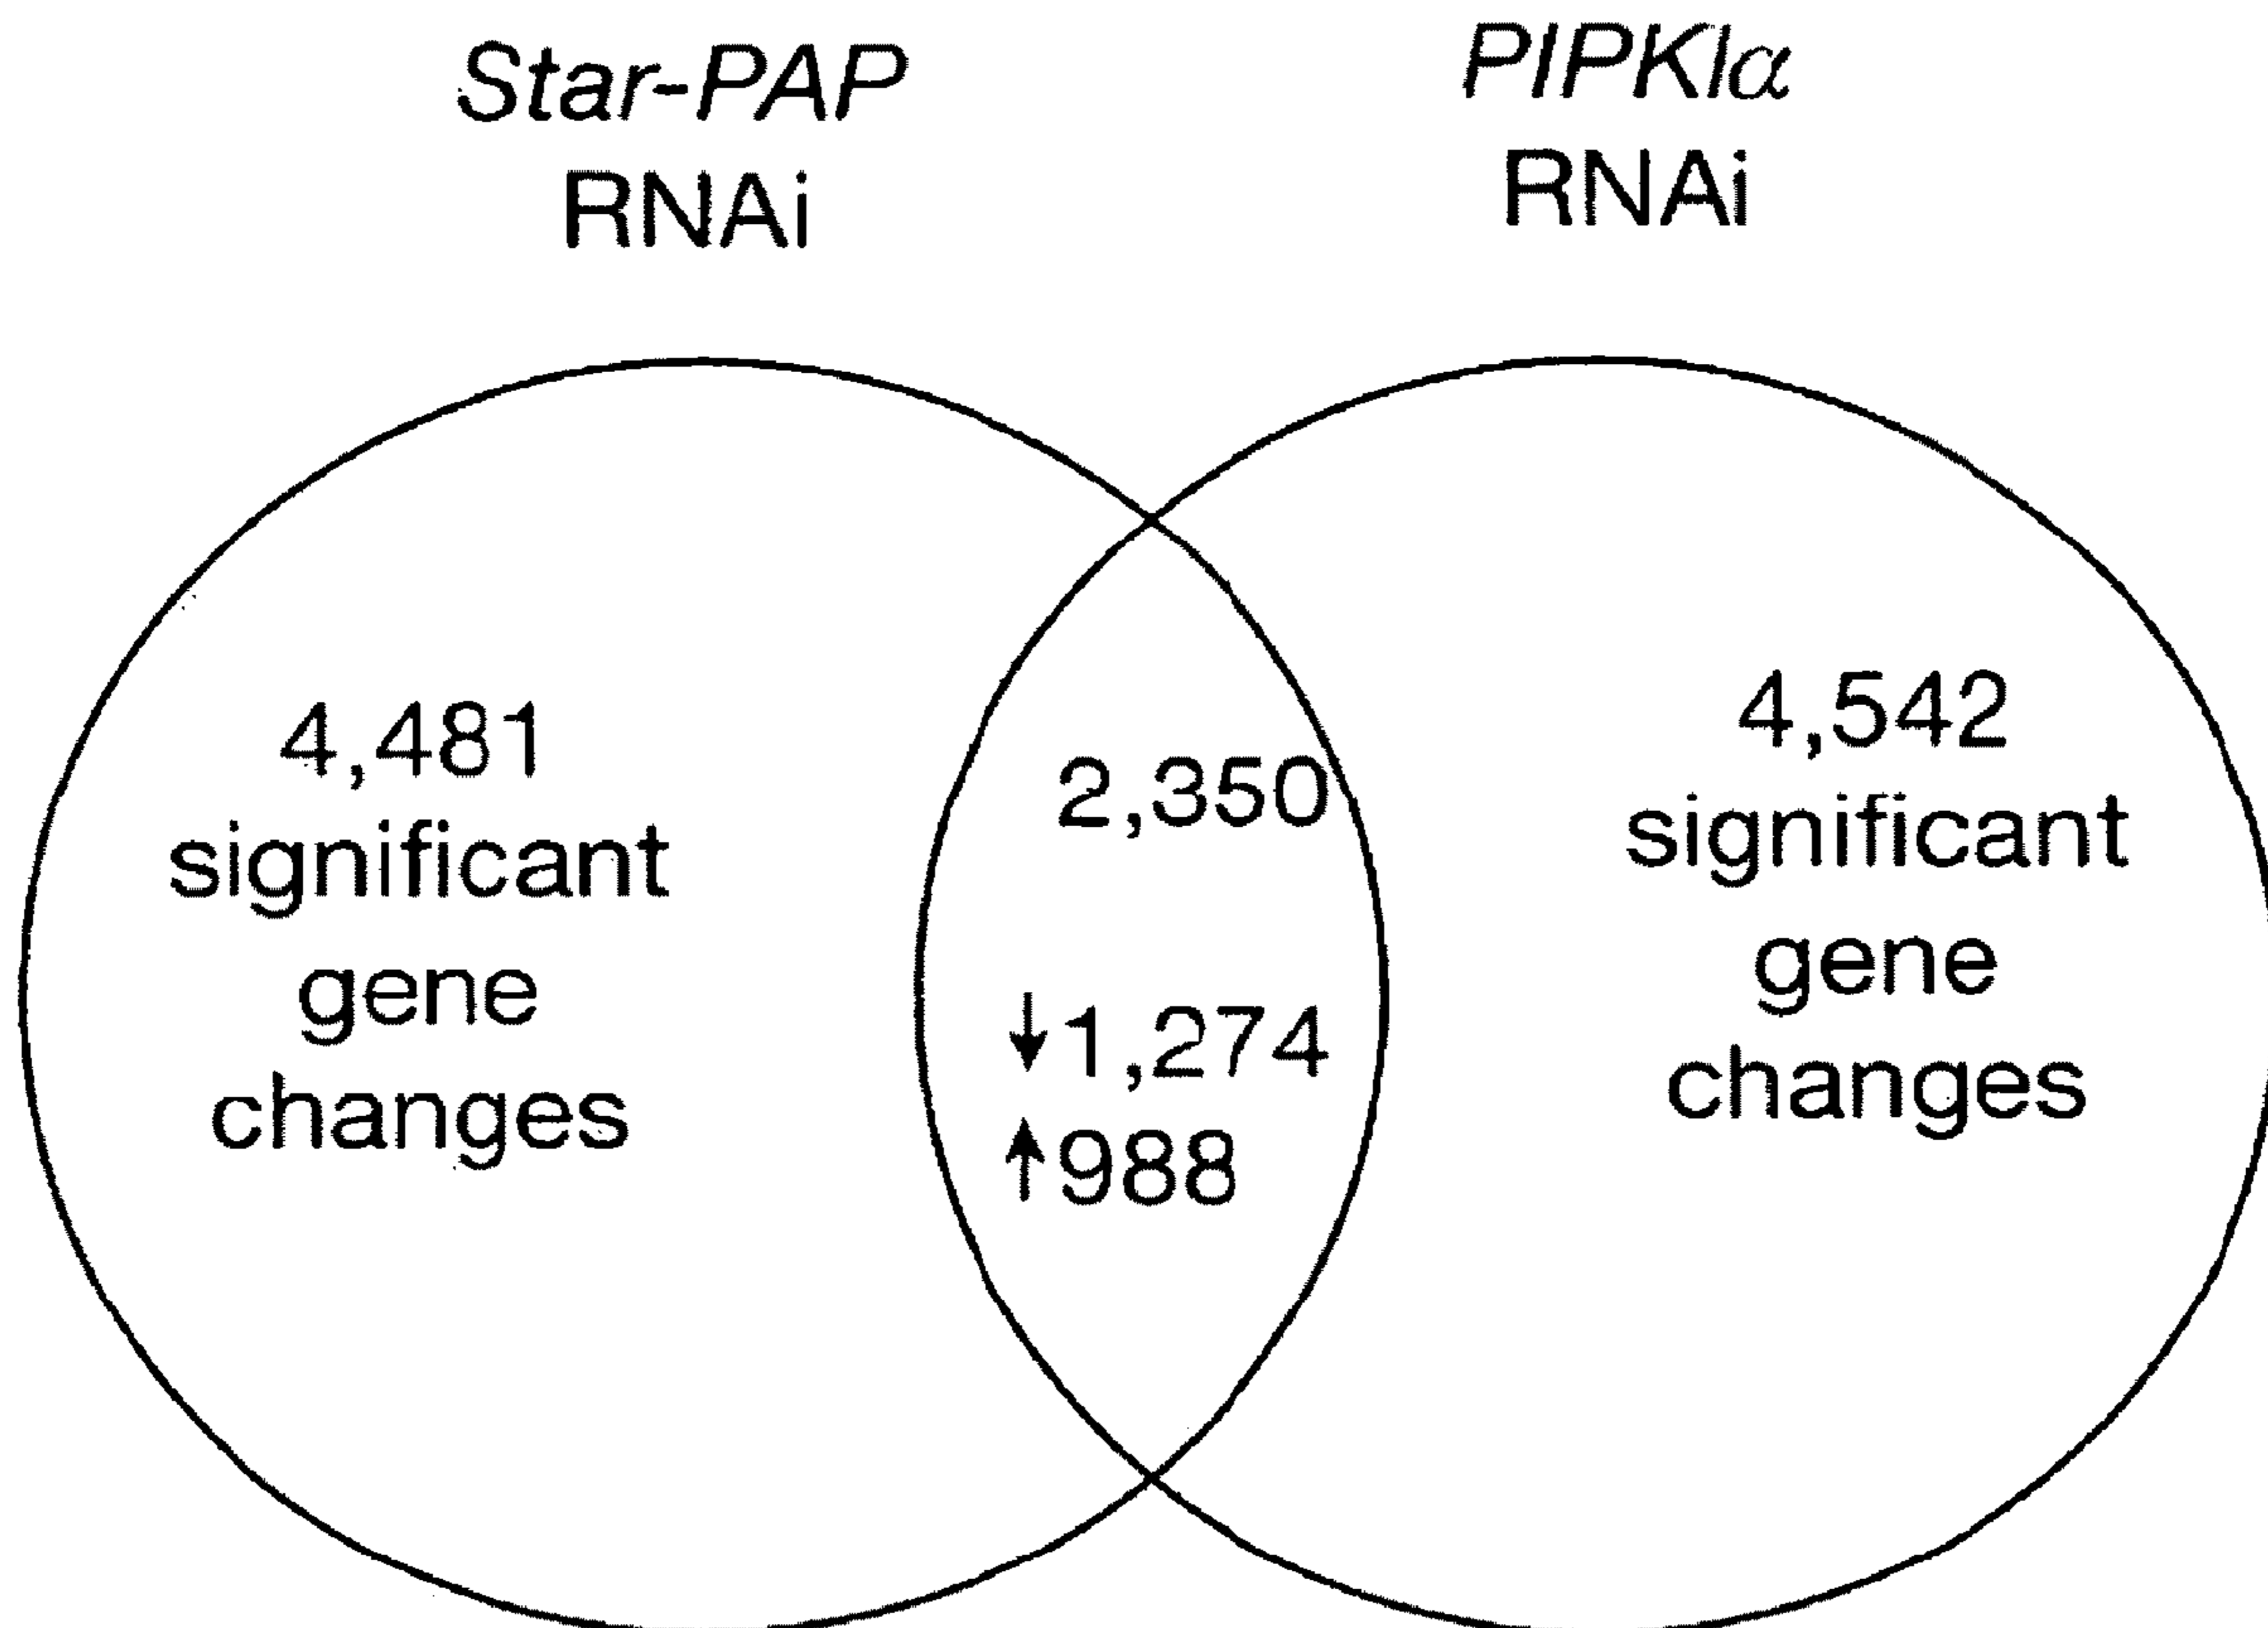 Star-PAP
RNAi
PIPKIα
RNAi
4,481
significant
gene
changes
2,350
↓1,274
↑988
4,542
significant
gene
changes